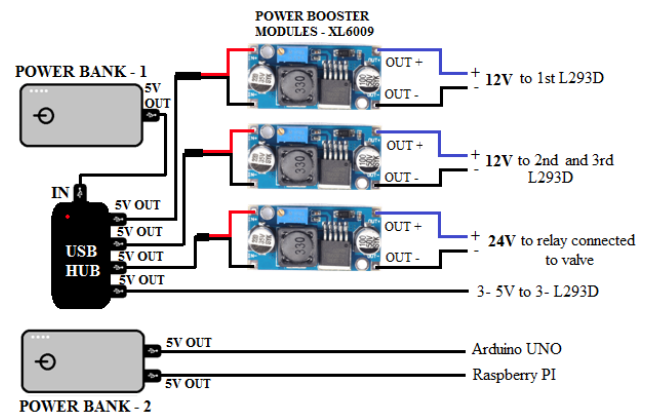 POWER BOOSTER
MODULES - XL6009
POWER BANK - 1
5V
OUT
OUT +
OUT -
330
+
-
12V to 1st L293D
OUT +
OUT -
330
+
-
12V to 2nd and 3rd
L293D
IN
5V OUT
5V OUT
5V OUT
5V OUT
USB
HUB
OUT +
OUT -
330
+
-
24V to relay connected
to valve
3- 5V to 3- L293D
5V OUT
5V OUT
Arduino UNO
Raspberry PI
POWER BANK - 2